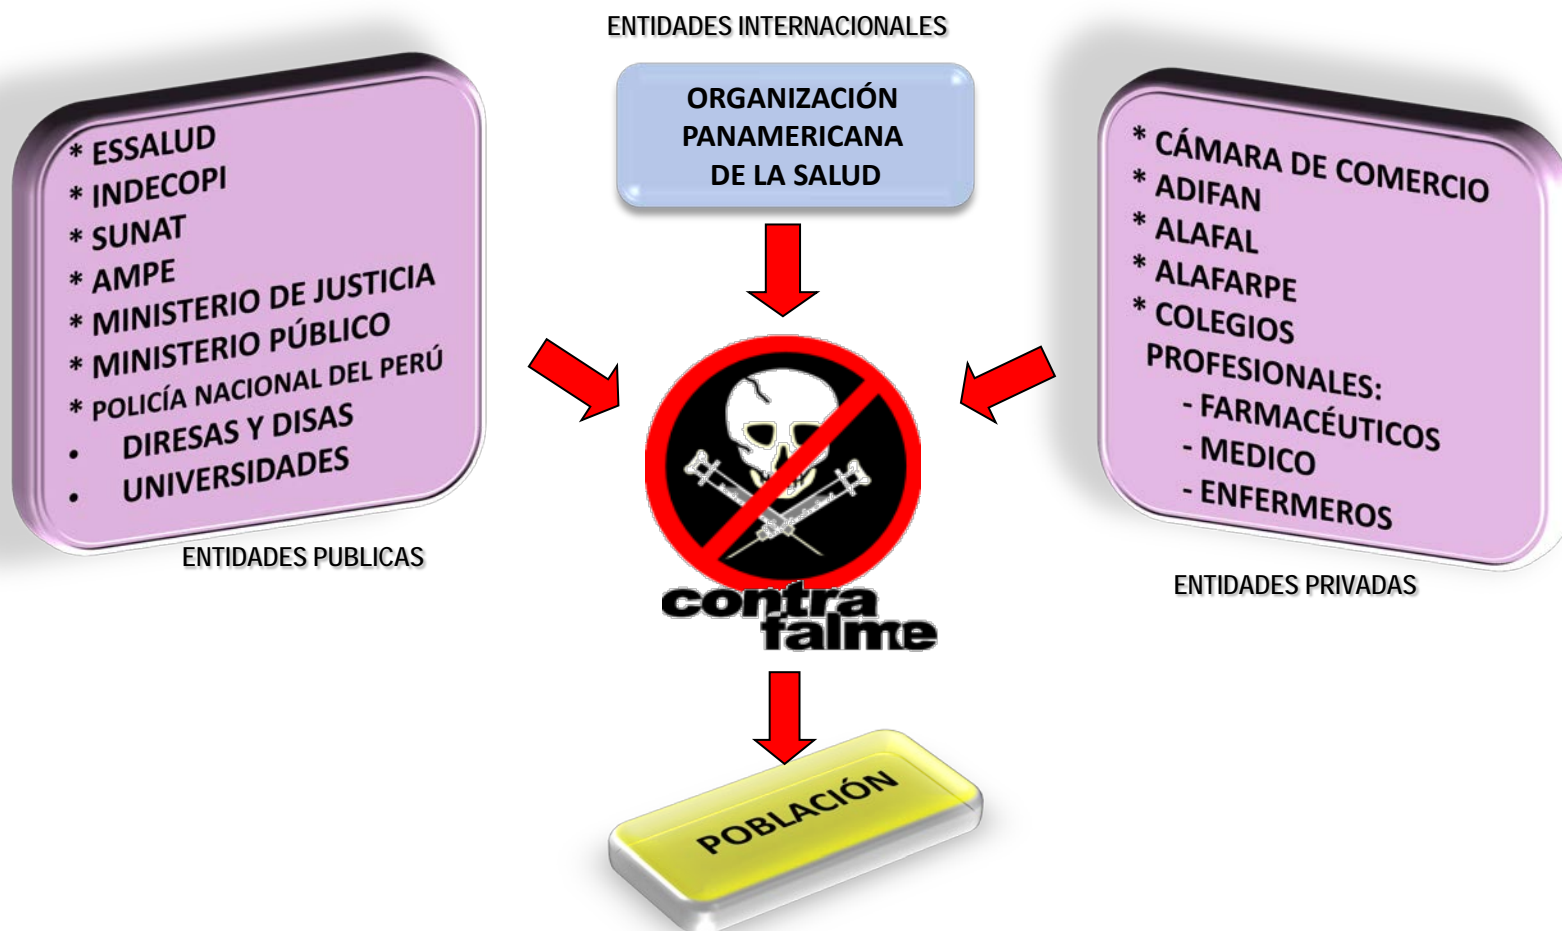 ENTIDADES INTERNACIONALES
ORGANIZACIÓN
PANAMERICANA
DE LA SALUD
* ESSALUD
* INDECOPI
* SUNAT
* AMPE
* MINISTERIO DE JUSTICIA
* MINISTERIO PÚBLICO
* POLICÍA NACIONAL DEL PERÚ
• DIRESAS Y DISAS
• UNIVERSIDADES
ENTIDADES PUBLICAS
* CÁMARA DE COMERCIO
* ADIFAN
* ALAFAL
* ALAFARPE
* COLEGIOS
PROFESIONALES:
- FARMACÉUTICOS
- MEDICO
- ENFERMEROS
ENTIDADES PRIVADAS
contra
falme
POBLACIÓN